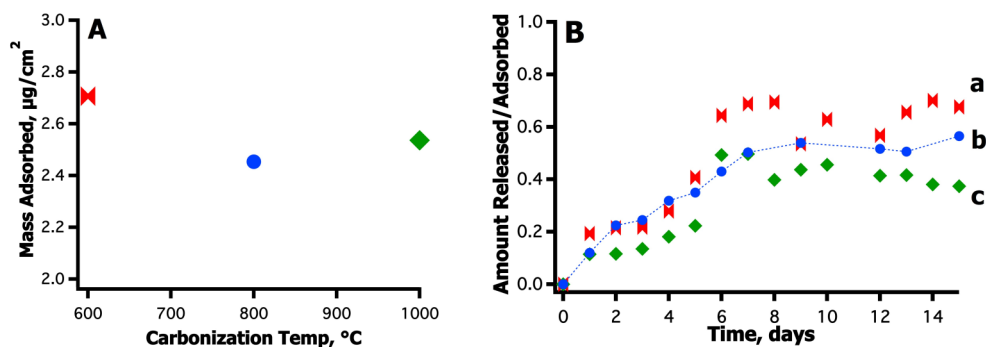 A
3.0
2.8
2.6
2.4
2.2
2.0
Mass Adsorbed, µg/cm²
600
700
800
900
1000
Carbonization Temp, °C
B
1.0
0.8
0.6
0.4
0.2
0.0
Amount Released/Adsorbed
a
b
c
0
2
4
6
8
10
12
14
Time, days